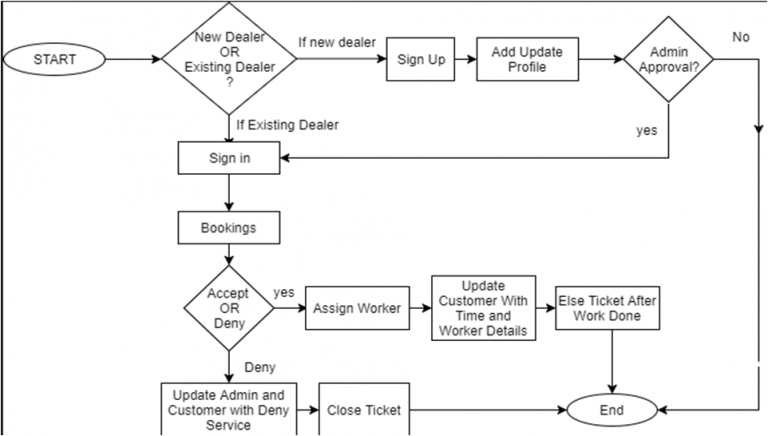 New Dealer
OR
Existing Dealer
?
If new dealer
No
START
Sign Up
Add Update
Profile
Admin
Approval?
If Existing Dealer
yes
Sign in
Bookings
Accept
OR
Deny
yes
Assign Worker
Update
Customer With
Time and
Worker Details
Else Ticket After
Work Done
Deny
Update Admin and
Customer with Deny
Service
Close Ticket
End